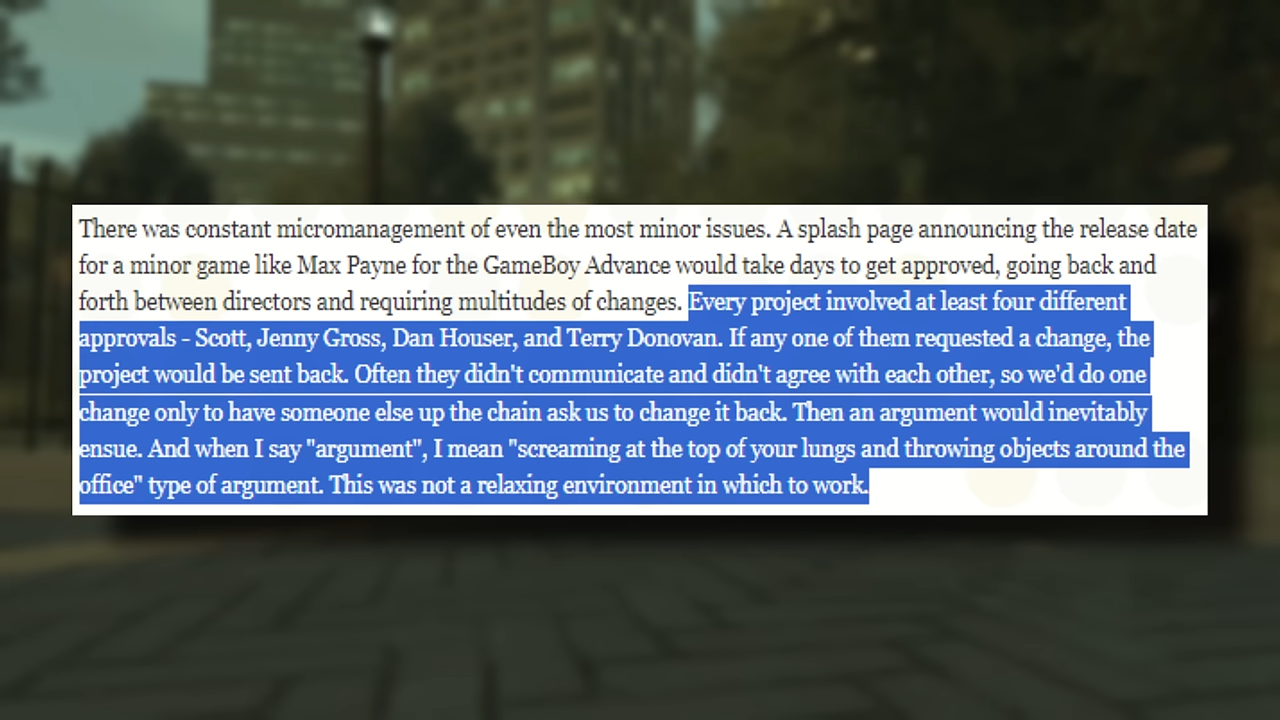 There was constant micromanagement of even the most minor issues. A splash page announcing the release date
for a minor game like Max Payne for the GameBoy Advance would take days to get approved, going back and
forth between directors and requiring multitudes of changes. Every project involved at least four different
approvals - Scott, Jenny Gross, Dan Houser, and Terry Donovan. If any one of them requested a change, the
project would be sent back. Often they didn't communicate and didn't agree with each other, so we'd do one
change only to have someone else up the chain ask us to change it back. Then an argument would inevitably
ensue. And when I say "argument", I mean "screaming at the top of your lungs and throwing objects around the
office" type of argument. This was not a relaxing environment in which to work.